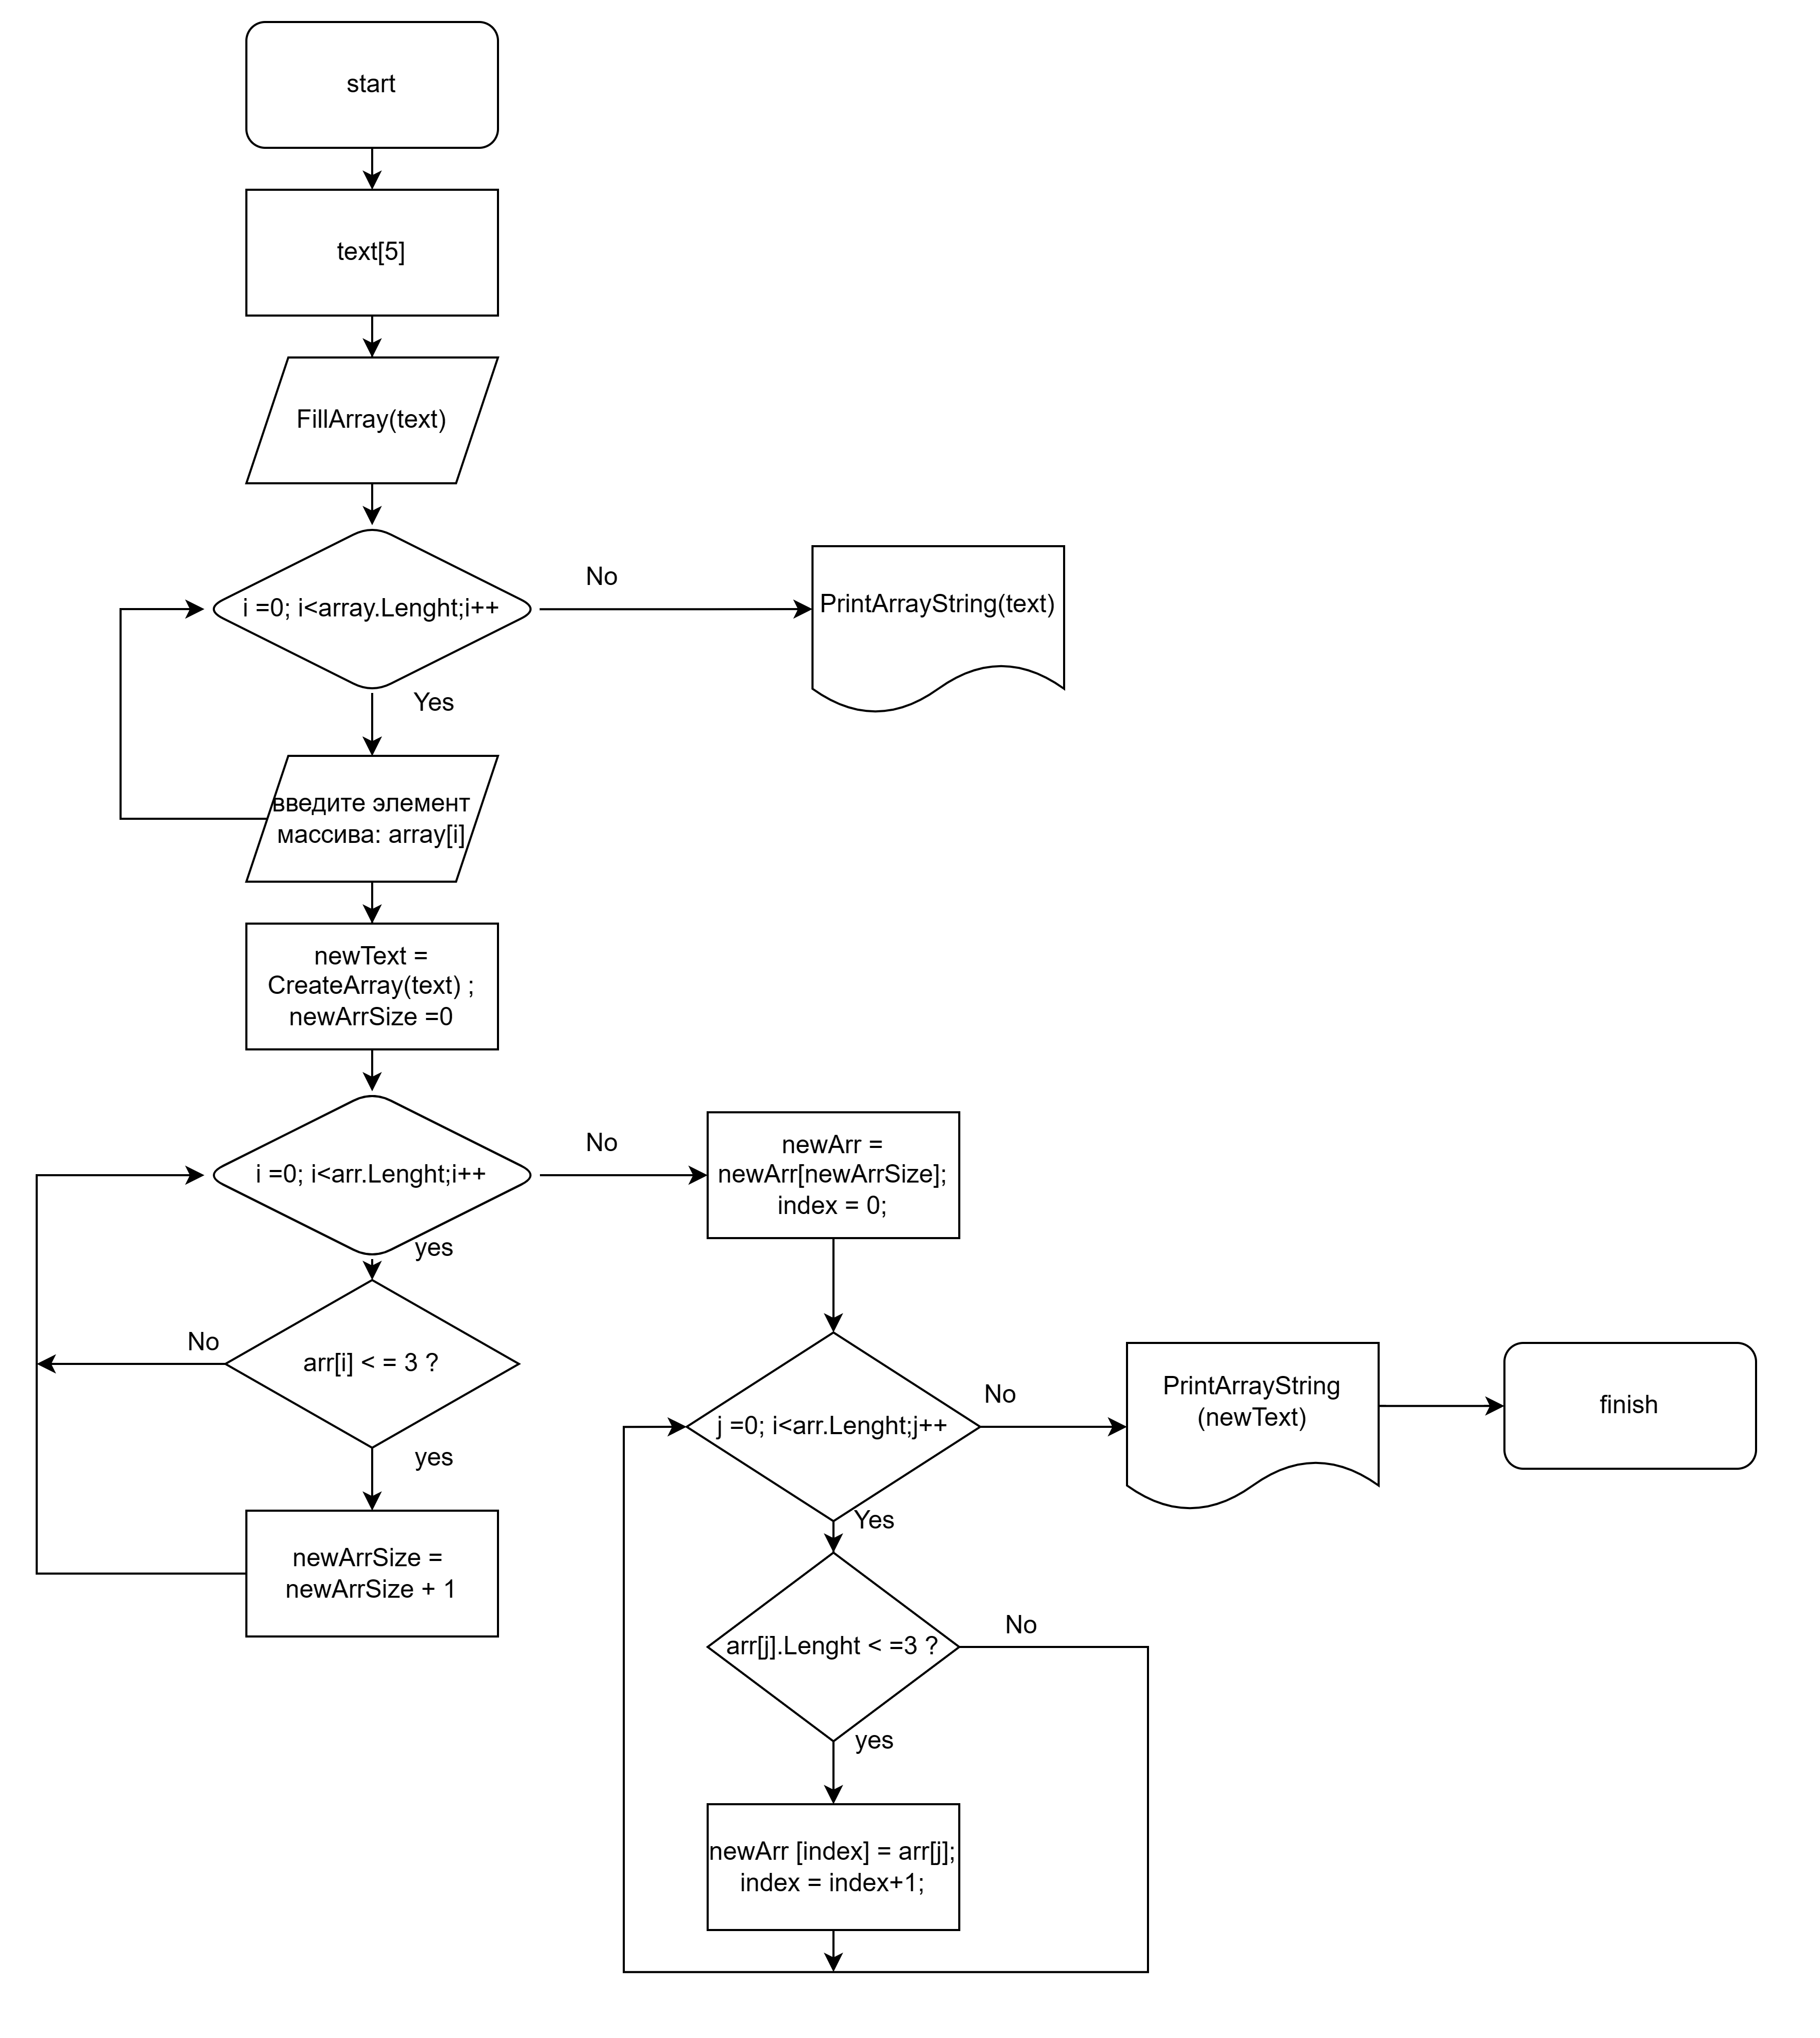 start
text[5]
FillArray(text)
i =0; i<array.Lenght;i++
No
PrintArrayString(text)
Yes
введите элемент
массива: array[i]
newText =
CreateArray(text) ;
newArrSize =0
i =0; i<arr.Lenght;i++
No
newArr =
newArr[newArrSize];
index = 0;
yes
No
arr[i] < = 3 ?
yes
newArrSize =
newArrSize + 1
j =0; i<arr.Lenght;j++
No
PrintArrayString
(newText)
finish
Yes
arr[j].Lenght < =3 ?
No
yes
newArr [index] = arr[j];
index = index+1;